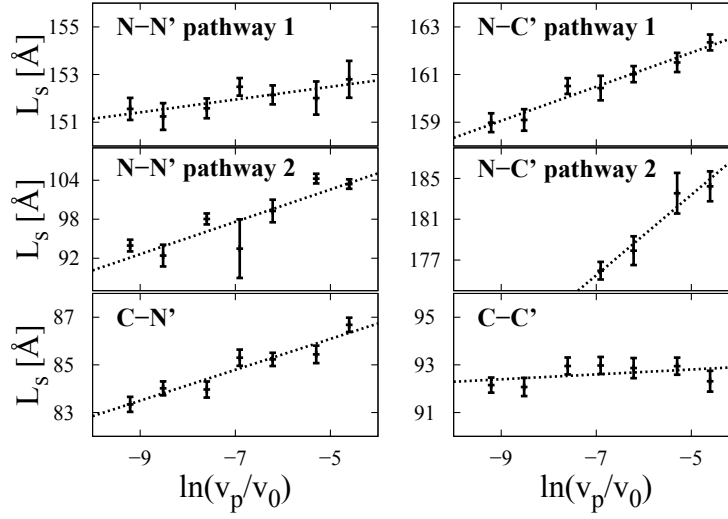 155
153
151
L_s [Å]
N−N’ pathway 1
163
161
159
N−C’ pathway 1
104
98
92
L_s [Å]
N−N’ pathway 2
185
181
177
N−C’ pathway 2
87
85
83
L_s [Å]
C−N’
95
93
91
C−C’
−9 −7 −5
−9 −7 −5
ln(v_p/v_0)
ln(v_p/v_0)